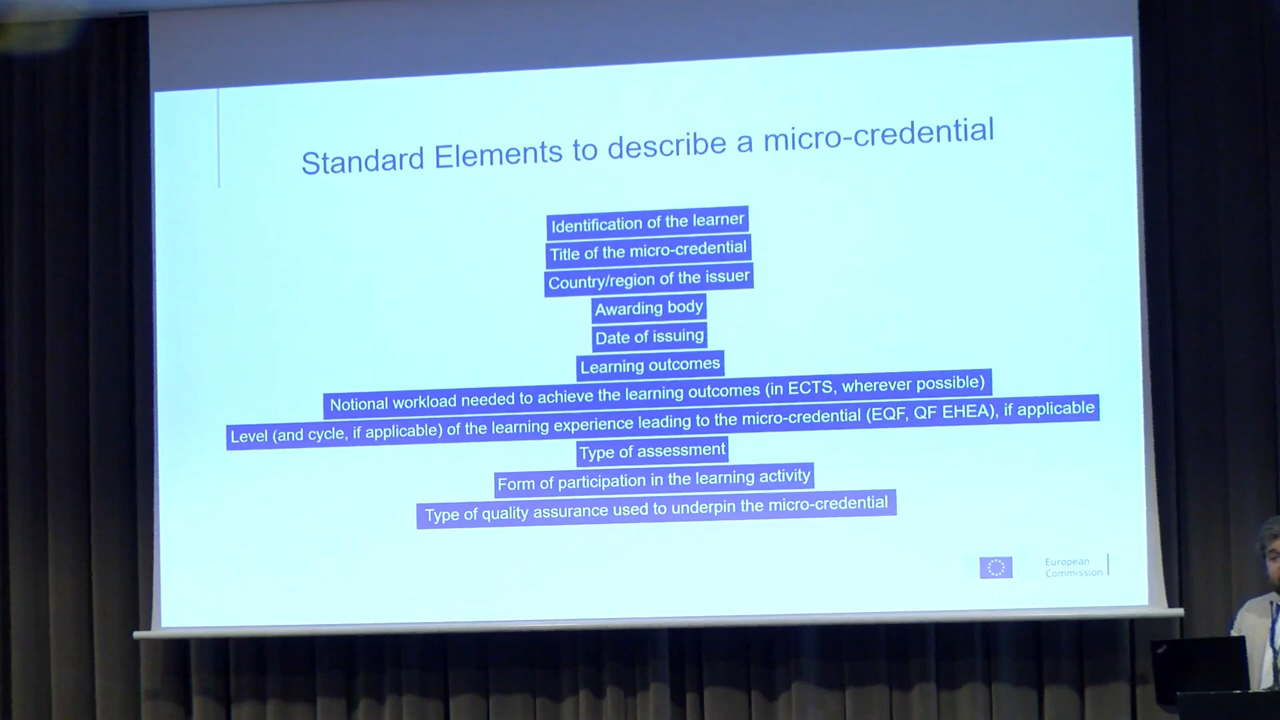 Standard Elements to describe a micro-credential
Identification of the learner
Title of the micro-credential
Country/region of the issuer
Awarding body
Date of issuing
Learning outcomes
Notional workload needed to achieve the learning outcomes (in ECTS, wherever possible)
Level (and cycle, if applicable) of the learning experience leading to the micro-credential (EQF, QF EHEA), if applicable
Type of assessment
Form of participation in the learning activity
Type of quality assurance used to underpin the micro-credential
European
Commission